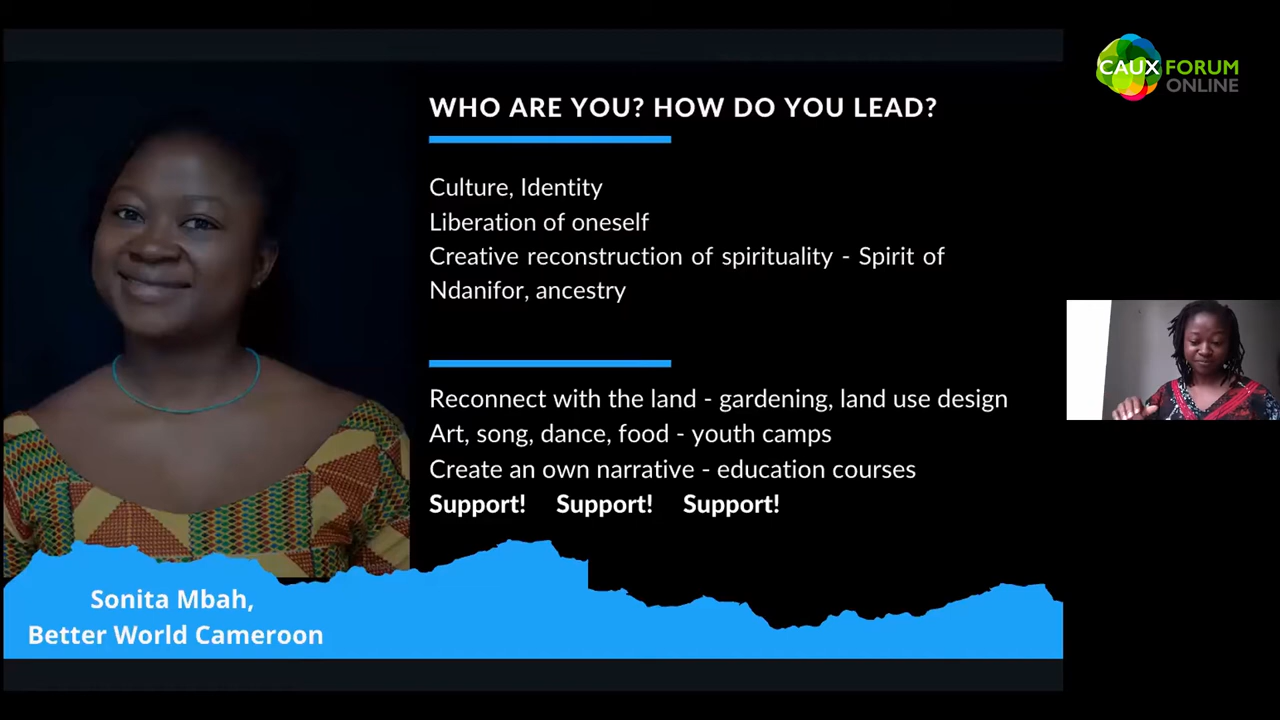 CAUX FORUM
ONLINE
WHO ARE YOU? HOW DO YOU LEAD?
Culture, Identity
Liberation of oneself
Creative reconstruction of spirituality - Spirit of
Ndanifor, ancestry
Reconnect with the land - gardening, land use design
Art, song, dance, food - youth camps
Create an own narrative - education courses
Support! Support! Support!
Sonita Mbah,
Better World Cameroon